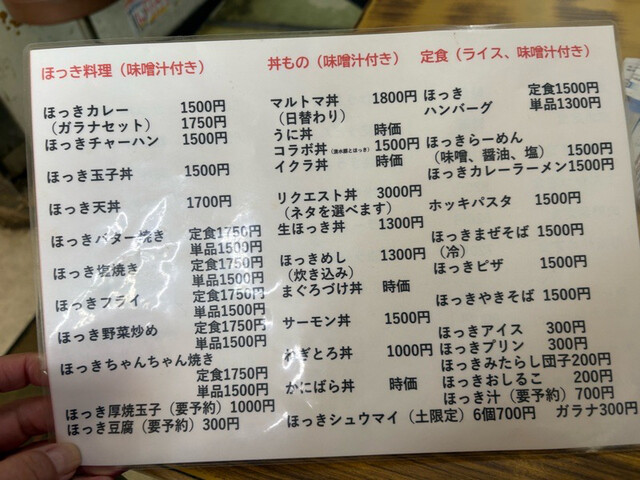 ほっき料理（味噌汁付き）
ほっきカレー 1500円
（ガラナセット） 1750円
ほっきチャーハン 1500円
ほっき玉子丼 1500円
ほっき天丼 1700円
ほっきバター焼き 定食1750円
単品1500円
ほっき塩焼き 定食1750円
単品1500円
ほっきフライ 定食1750円
単品1500円
ほっき野菜炒め 定食1750円
単品1500円
ほっきちゃんちゃん焼き
定食1750円
単品1500円
ほっき厚焼玉子（要予約）1000円
ほっき豆腐（要予約）300円
丼もの（味噌汁付き）
マルトマ丼 1800円
（日替わり）
うに丼 時価
コラボ丼 1500円
イクラ丼 時価
リクエスト丼 3000円
（ネタを選べます）
生ほっき丼 1300円
ほっきめし 1300円
（炊き込み）
まぐろづけ丼 時価
サーモン丼 1500円
ねぎとろ丼 1000円
かにばら丼 時価
ほっきシュウマイ（土限定）6個700円 ガラナ300円
定食（ライス、味噌汁付き）
ほっき 定食1500円
ハンバーグ 単品1300円
ほっきらーめん
（味噌、醤油、塩） 1500円
ほっきカレーラーメン1500円
ホッキパスタ 1500円
ほっきまぜそば 1500円
（冷）
ほっきピザ 1500円
ほっきやきそば 1500円
ほっきアイス 300円
ほっきプリン 300円
ほっきみたらし団子200円
ほっきおしるこ 200円
ほっき汁（要予約）700円